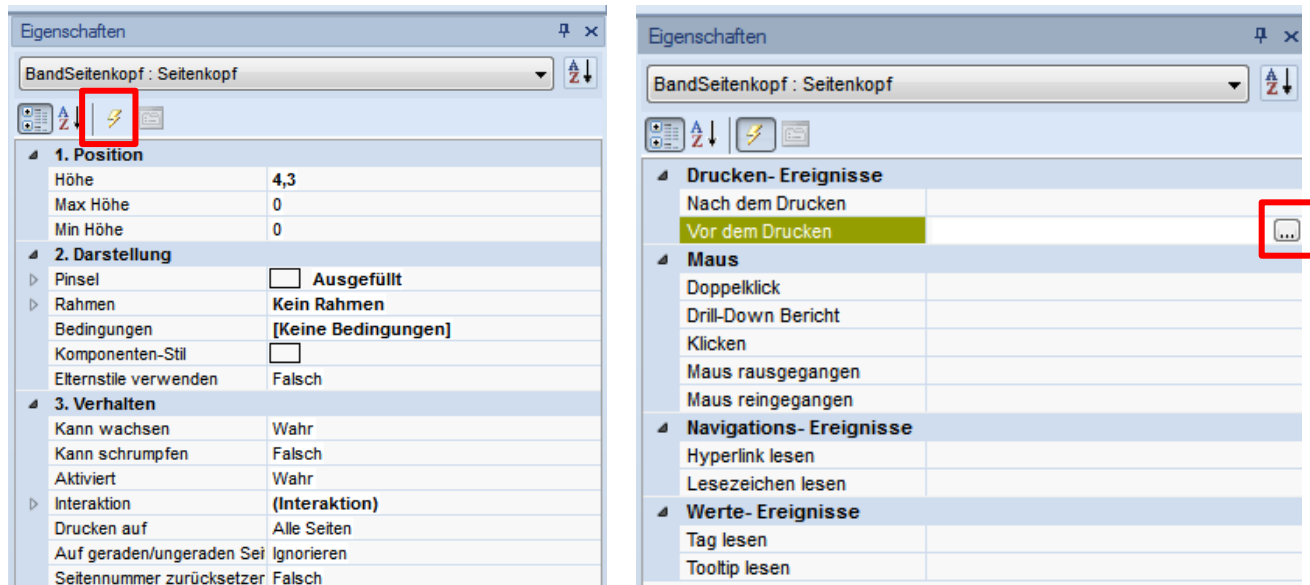 Eigenschaften
BandSeitenkopf : Seitenkopf
1. Position
Höhe 4,3
Max Höhe 0
Min Höhe 0
2. Darstellung
Pinsel Ausgefüllt
Rahmen Kein Rahmen
Bedingungen [Keine Bedingungen]
Komponenten-Stil
Elternstile verwenden Falsch
3. Verhalten
Kann wachsen Wahr
Kann schrumpfen Falsch
Aktiviert Wahr
Interaktion (Interaktion)
Drucken auf Alle Seiten
Auf geraden/ungeraden Sei Ignorieren
Seitennummer zurücksetzer Falsch
Eigenschaften
BandSeitenkopf : Seitenkopf
Drucken- Ereignisse
Nach dem Drucken
Vor dem Drucken ...
Maus
Doppelklick
Drill-Down Bericht
Klicken
Maus rausgegangen
Maus reingegangen
Navigations- Ereignisse
Hyperlink lesen
Lesezeichen lesen
Werte- Ereignisse
Tag lesen
Tooltip lesen